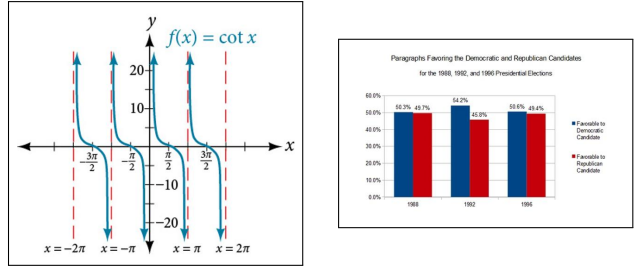 y
f(x) = cot x
20
10
x
−3π/2
−π/2
π/2
3π/2
−10
−20
x = −2π
x = −π
x = π
x = 2π
Paragraphs Favoring the Democratic and Republican Candidates
for the 1988, 1992, and 1996 Presidential Elections
60.0%
50.0%
40.0%
30.0%
20.0%
10.0%
0.0%
50.3%
49.7%
54.2%
45.8%
50.6%
49.4%
1988
1992
1996
Favorable to
Democratic
Candidate
Favorable to
Republican
Candidate